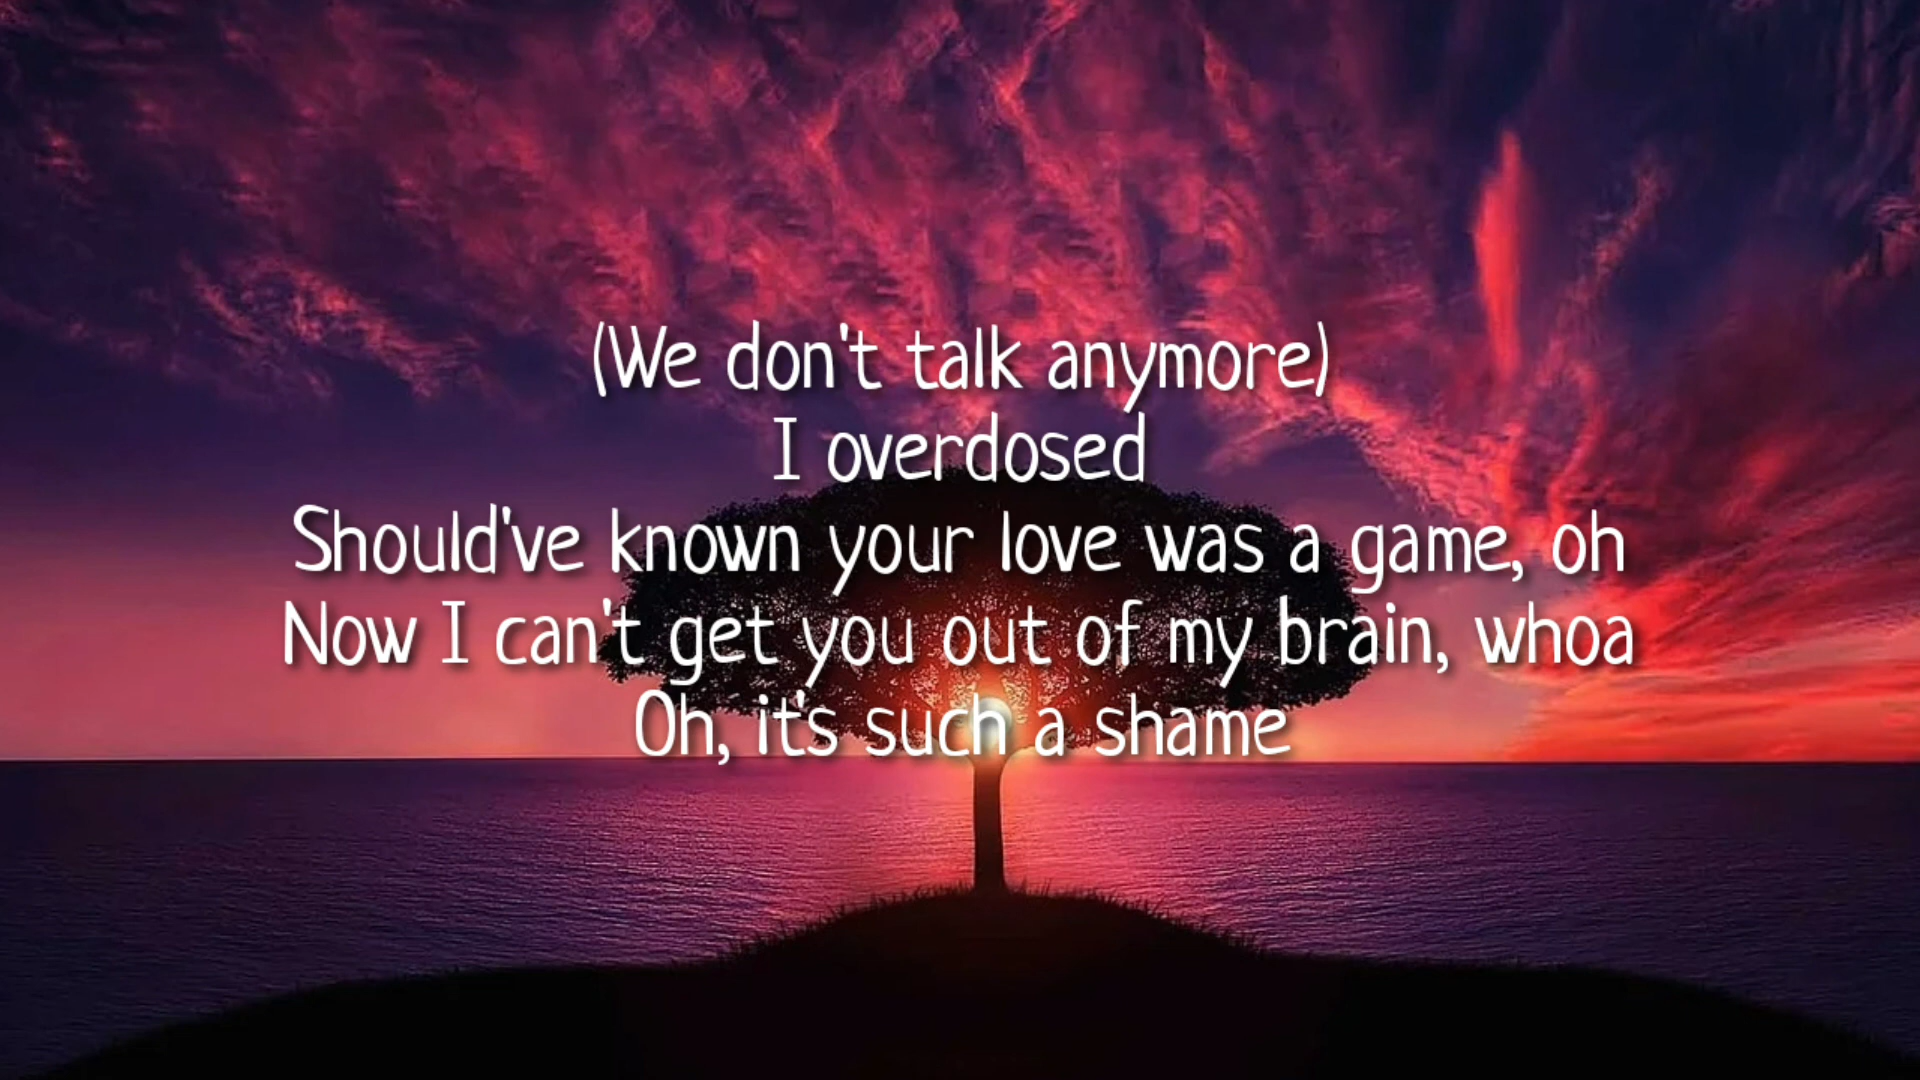 (We don't talk anymore)
I overdosed
Should've known your love was a game, oh
Now I can't get you out of my brain, whoa
Oh, it's such a shame